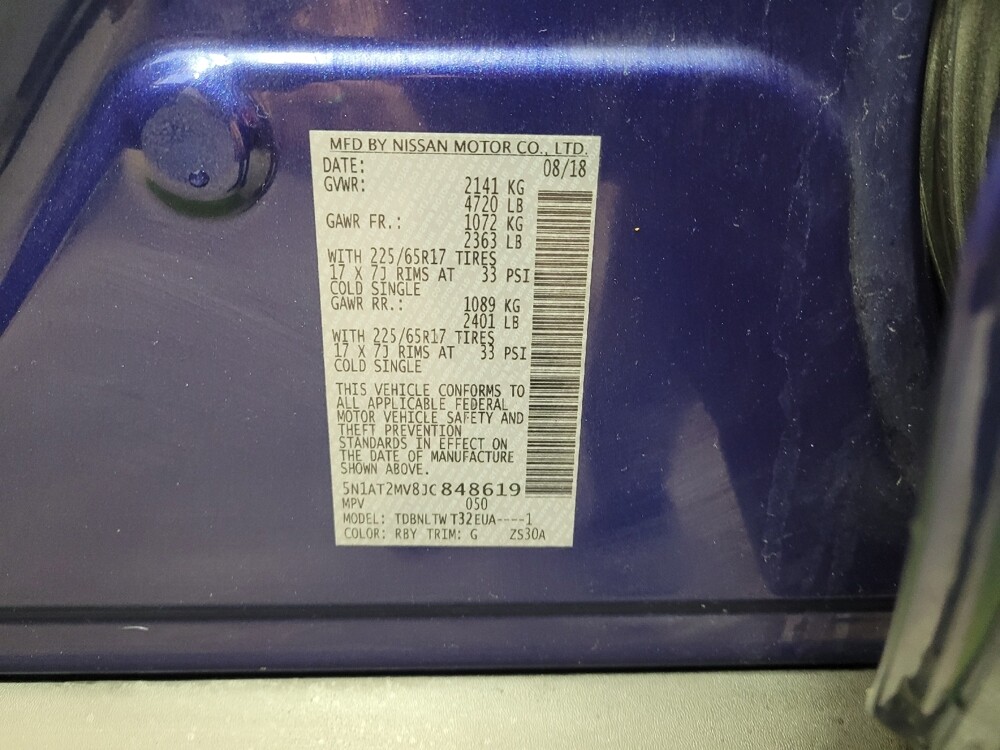 MFD BY NISSAN MOTOR CO., LTD.
DATE: 08/18
GVWR: 2141 KG
4720 LB
GAWR FR.: 1072 KG
2363 LB
WITH 225/65R17 TIRES
17 X 7J RIMS AT 33 PSI
COLD SINGLE
GAWR RR.: 1089 KG
2401 LB
WITH 225/65R17 TIRES
17 X 7J RIMS AT 33 PSI
COLD SINGLE
THIS VEHICLE CONFORMS TO
ALL APPLICABLE FEDERAL
MOTOR VEHICLE SAFETY AND
THEFT PREVENTION
STANDARDS IN EFFECT ON
THE DATE OF MANUFACTURE
SHOWN ABOVE.
5N1AT2MV8JC848619
MPV 050
MODEL: TDBNLTW T32EUA----1
COLOR: RBY TRIM: G ZS30A